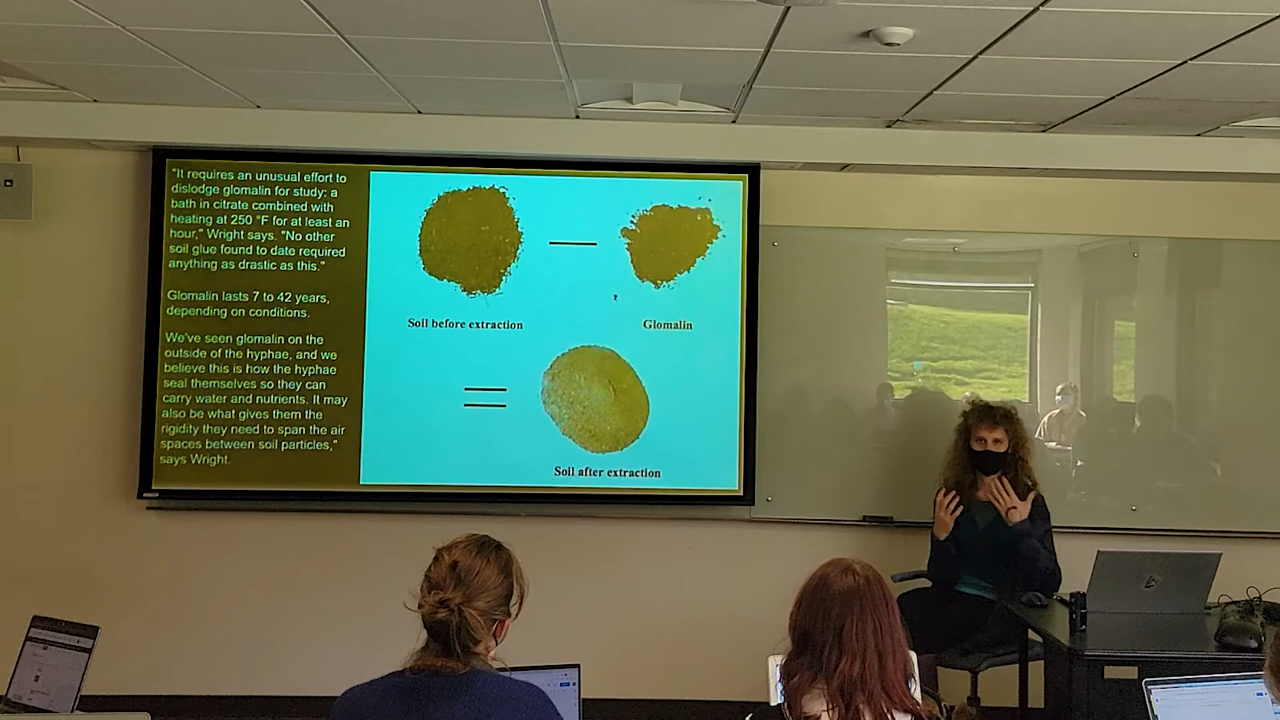 "It requires an unusual effort to
dislodge glomalin for study: a
bath in citrate combined with
heating at 250 °F for at least an
hour," Wright says. "No other
soil glue found to date required
anything as drastic as this."
Glomalin lasts 7 to 42 years,
depending on conditions.
We've seen glomalin on the
outside of the hyphae, and we
believe this is how the hyphae
seal themselves so they can
carry water and nutrients. It may
also be what gives them the
rigidity they need to span the air
spaces between soil particles,"
says Wright.
Soil before extraction
Glomalin
Soil after extraction